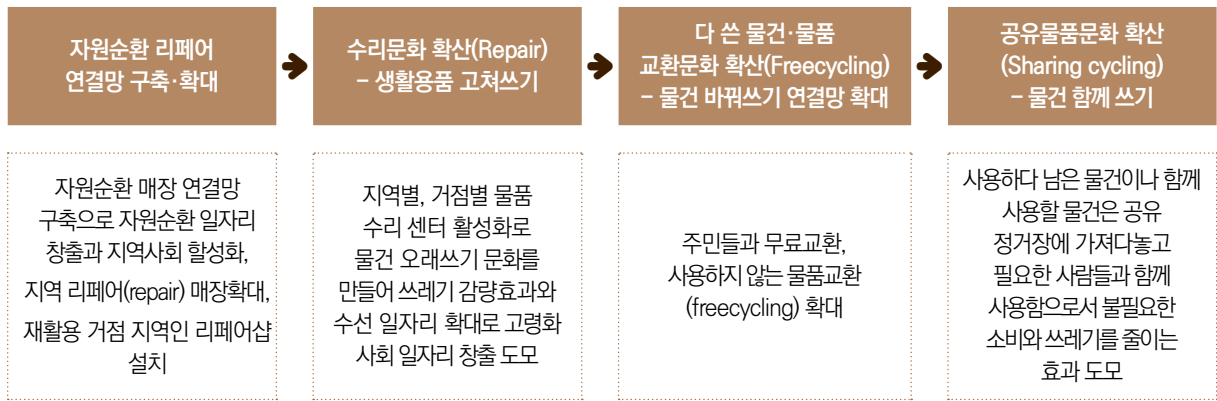 자원순환 리페어
연결망 구축·확대
수리문화 확산(Repair)
- 생활용품 고쳐쓰기
다 쓴 물건·물품
교환문화 확산(Freecycling)
- 물건 바꿔쓰기 연결망 확대
공유물품문화 확산
(Sharing cycling)
- 물건 함께 쓰기
자원순환 매장 연결망
구축으로 자원순환 일자리
창출과 지역사회 할성화,
지역 리페어(repair) 매장확대,
재활용 거점 지역인 리페어샵
설치
지역별, 거점별 물품
수리 센터 활성화로
물건 오래쓰기 문화를
만들어 쓰레기 감량효과와
수선 일자리 확대로 고령화
사회 일자리 창출 도모
주민들과 무료교환,
사용하지 않는 물품교환
(freecycling) 확대
사용하다 남은 물건이나 함께
사용할 물건은 공유
정거장에 가져다놓고
필요한 사람들과 함께
사용함으로서 불필요한
소비와 쓰레기를 줄이는
효과 도모